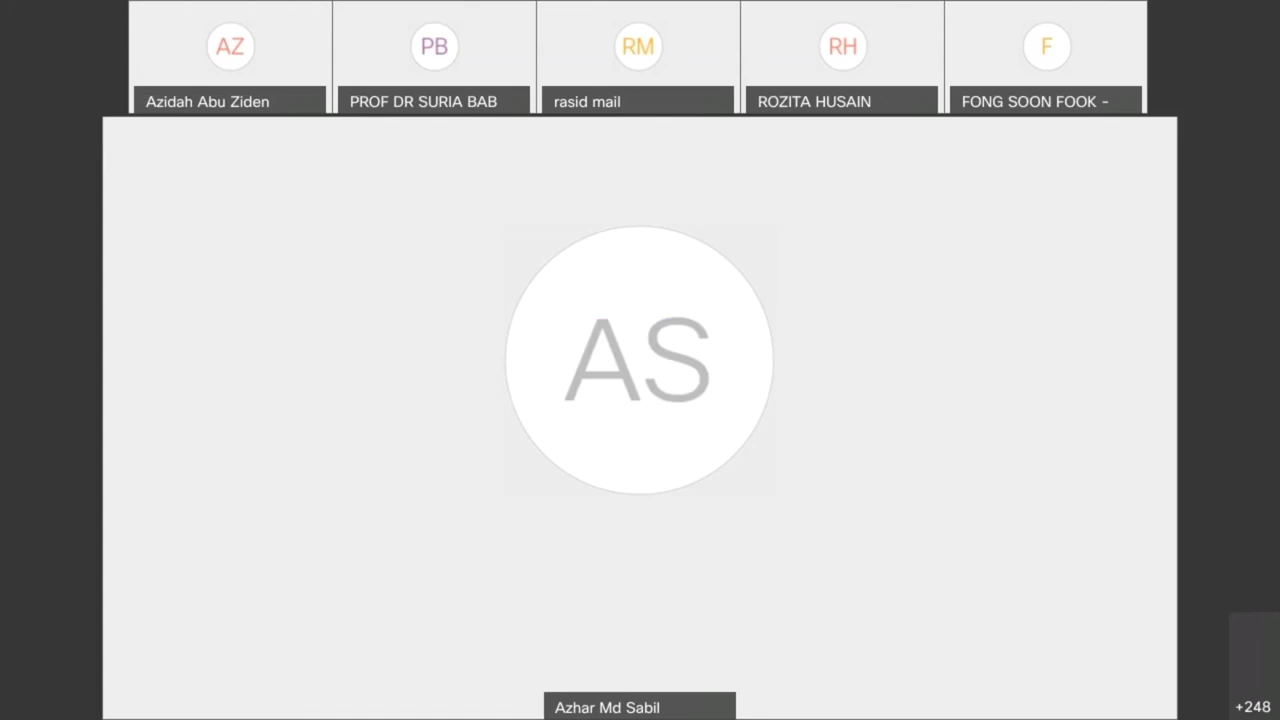 AZ
Azidah Abu Ziden
PB
PROF DR SURIA BAB
RM
rasid mail
RH
ROZITA HUSAIN
F
FONG SOON FOOK -
AS
Azhar Md Sabil
+248